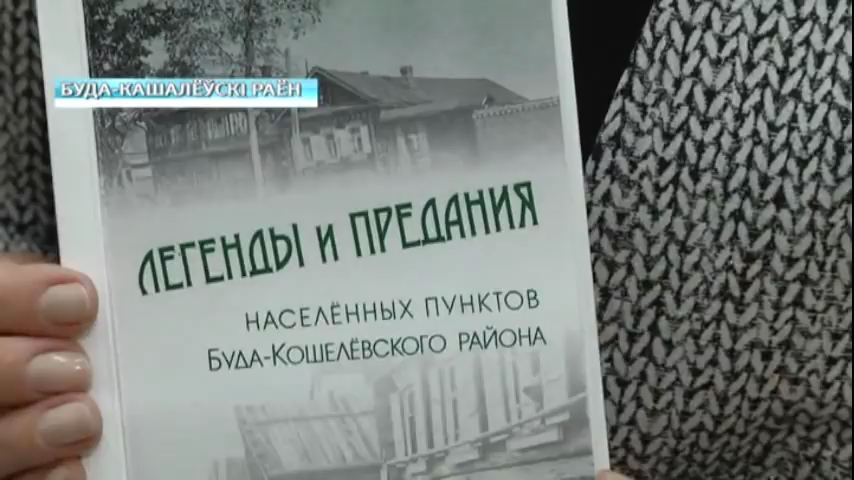 БУДА-КАШАЛЁЎСКІ РАЁН
ЛЕГЕНДЫ И ПРЕДАНИЯ
НАСЕЛЁННЫХ ПУНКТОВ
БУДА-КОШЕЛЁВСКОГО РАЙОНА